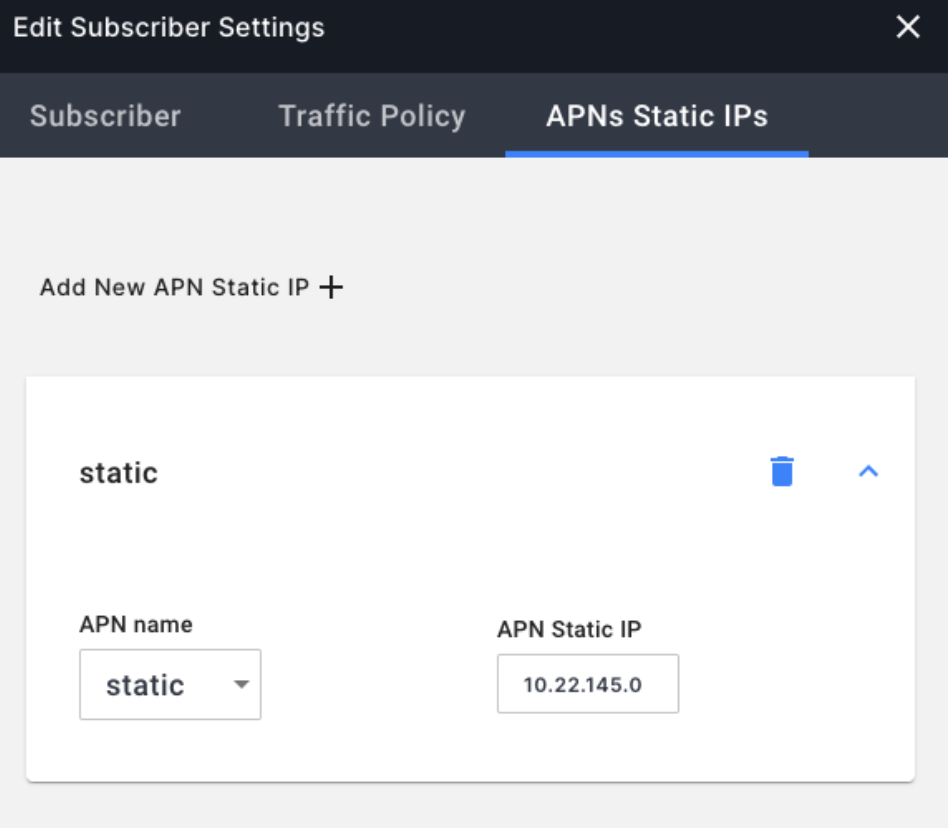 Edit Subscriber Settings
Subscriber Traffic Policy APNs Static IPs
Add New APN Static IP
static
APN name APN Static IP
static 10.22.145.0